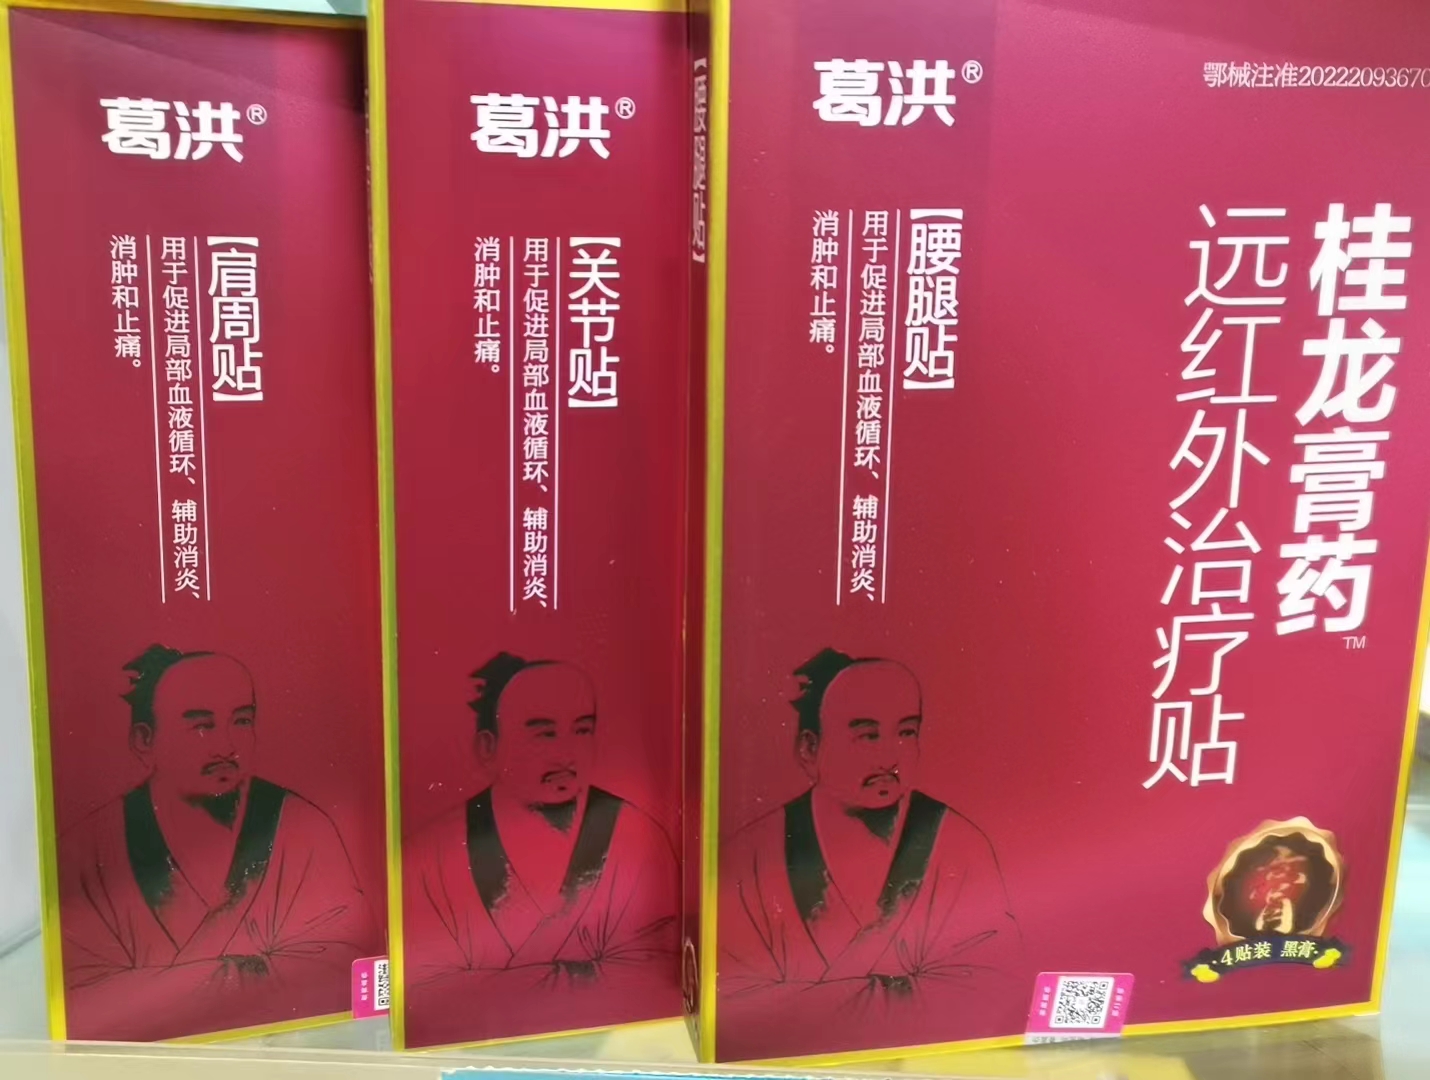 葛洪®
【肩周贴】
用于促进局部血液循环、辅助消炎、
消肿和止痛。
葛洪®
【关节贴】
用于促进局部血液循环、辅助消炎、
消肿和止痛。
【腰腿贴】
葛洪®
【腰腿贴】
用于促进局部血液循环、辅助消炎、
消肿和止痛。
鄂械注准20222093670
桂龙膏药™
远红外治疗贴
膏
·4贴装 黑膏·